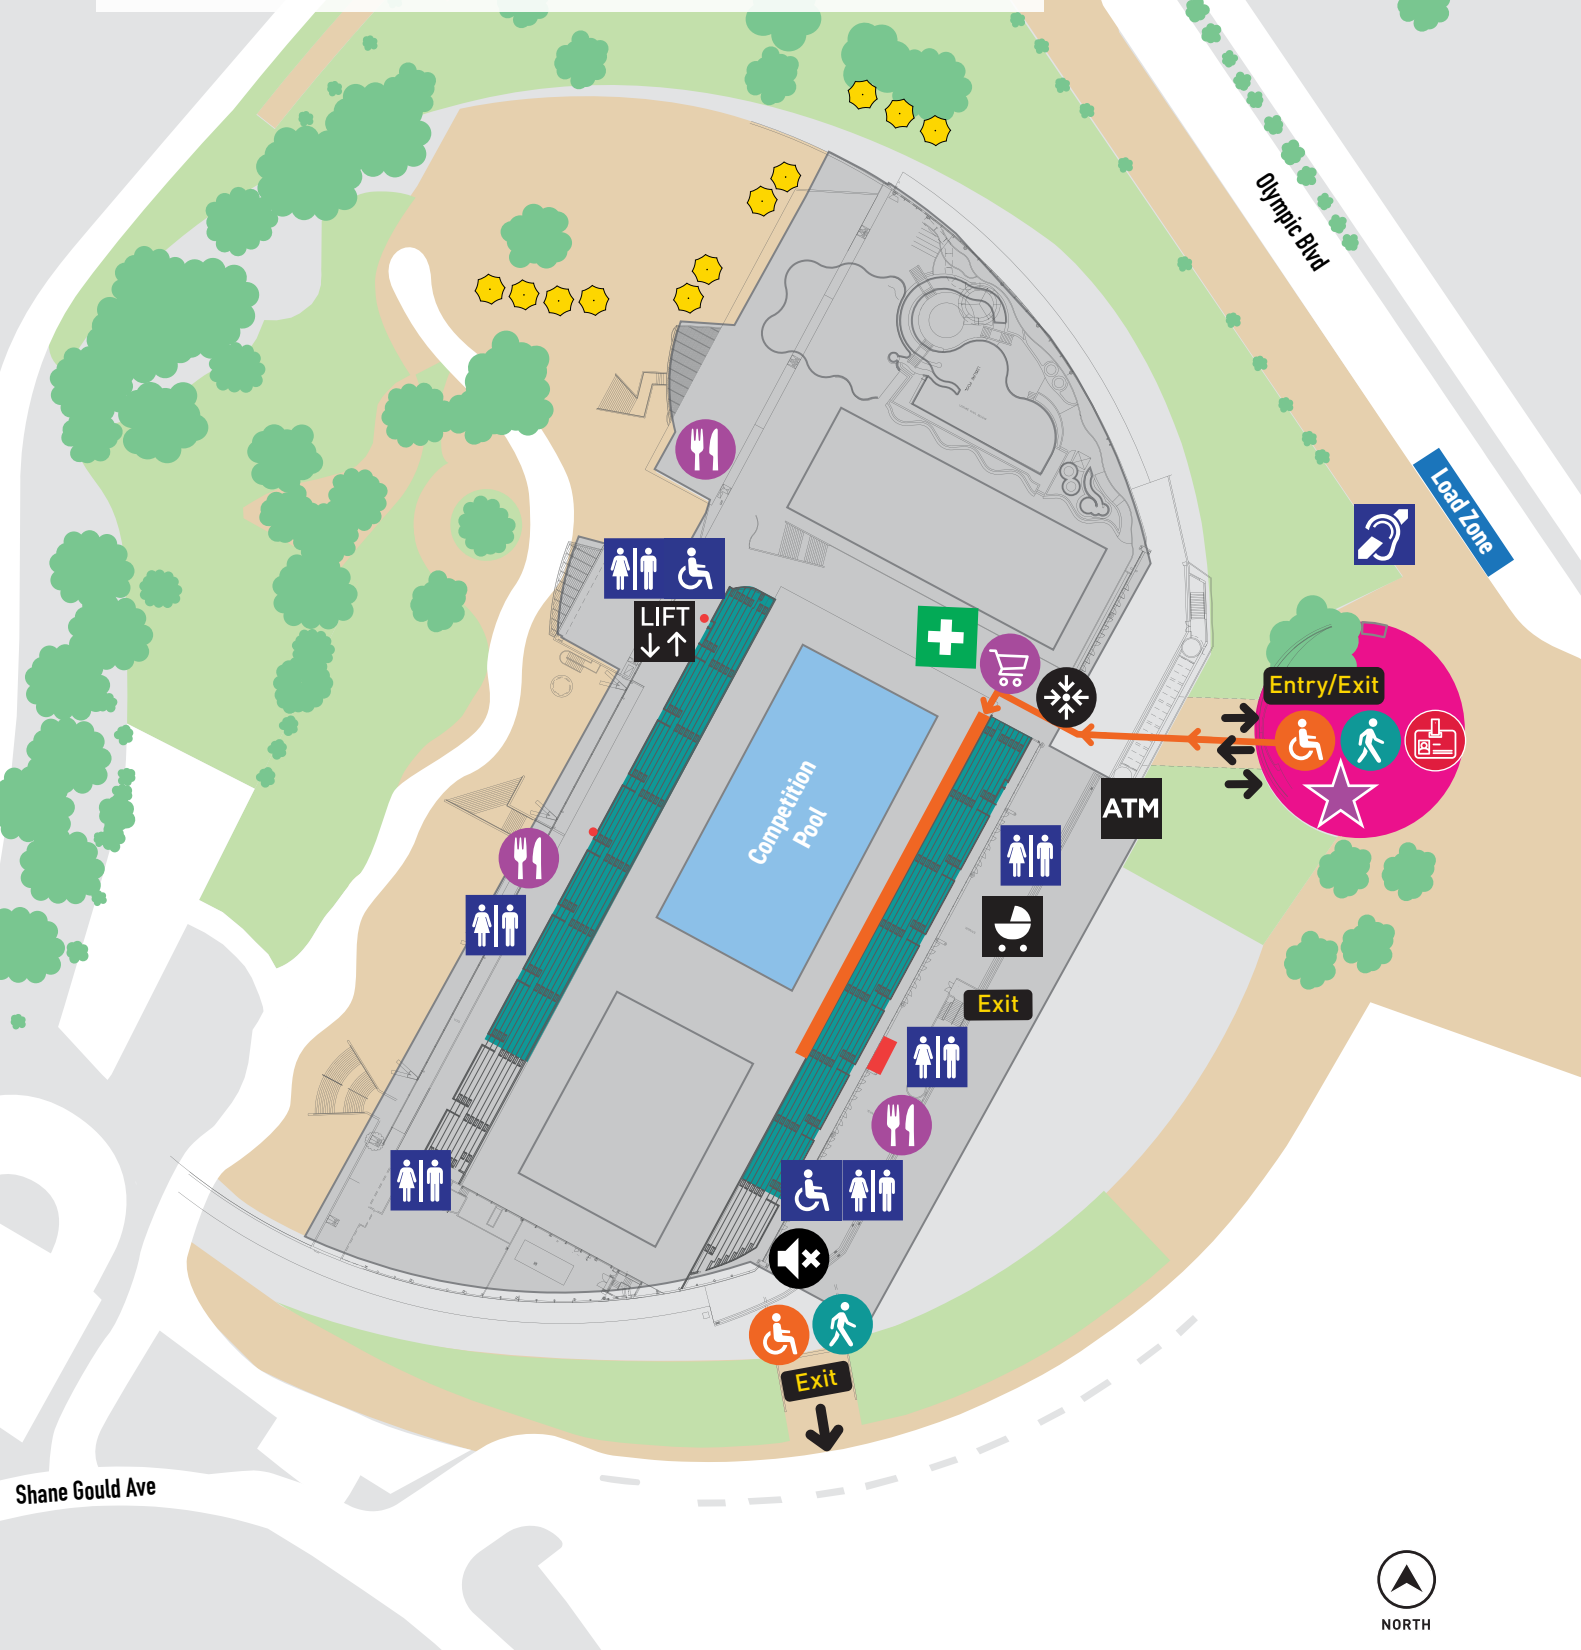 Olympic Blvd
Load Zone
LIFT
Entry/Exit
Competition
Pool
ATM
Exit
Exit
Shane Gould Ave
NORTH